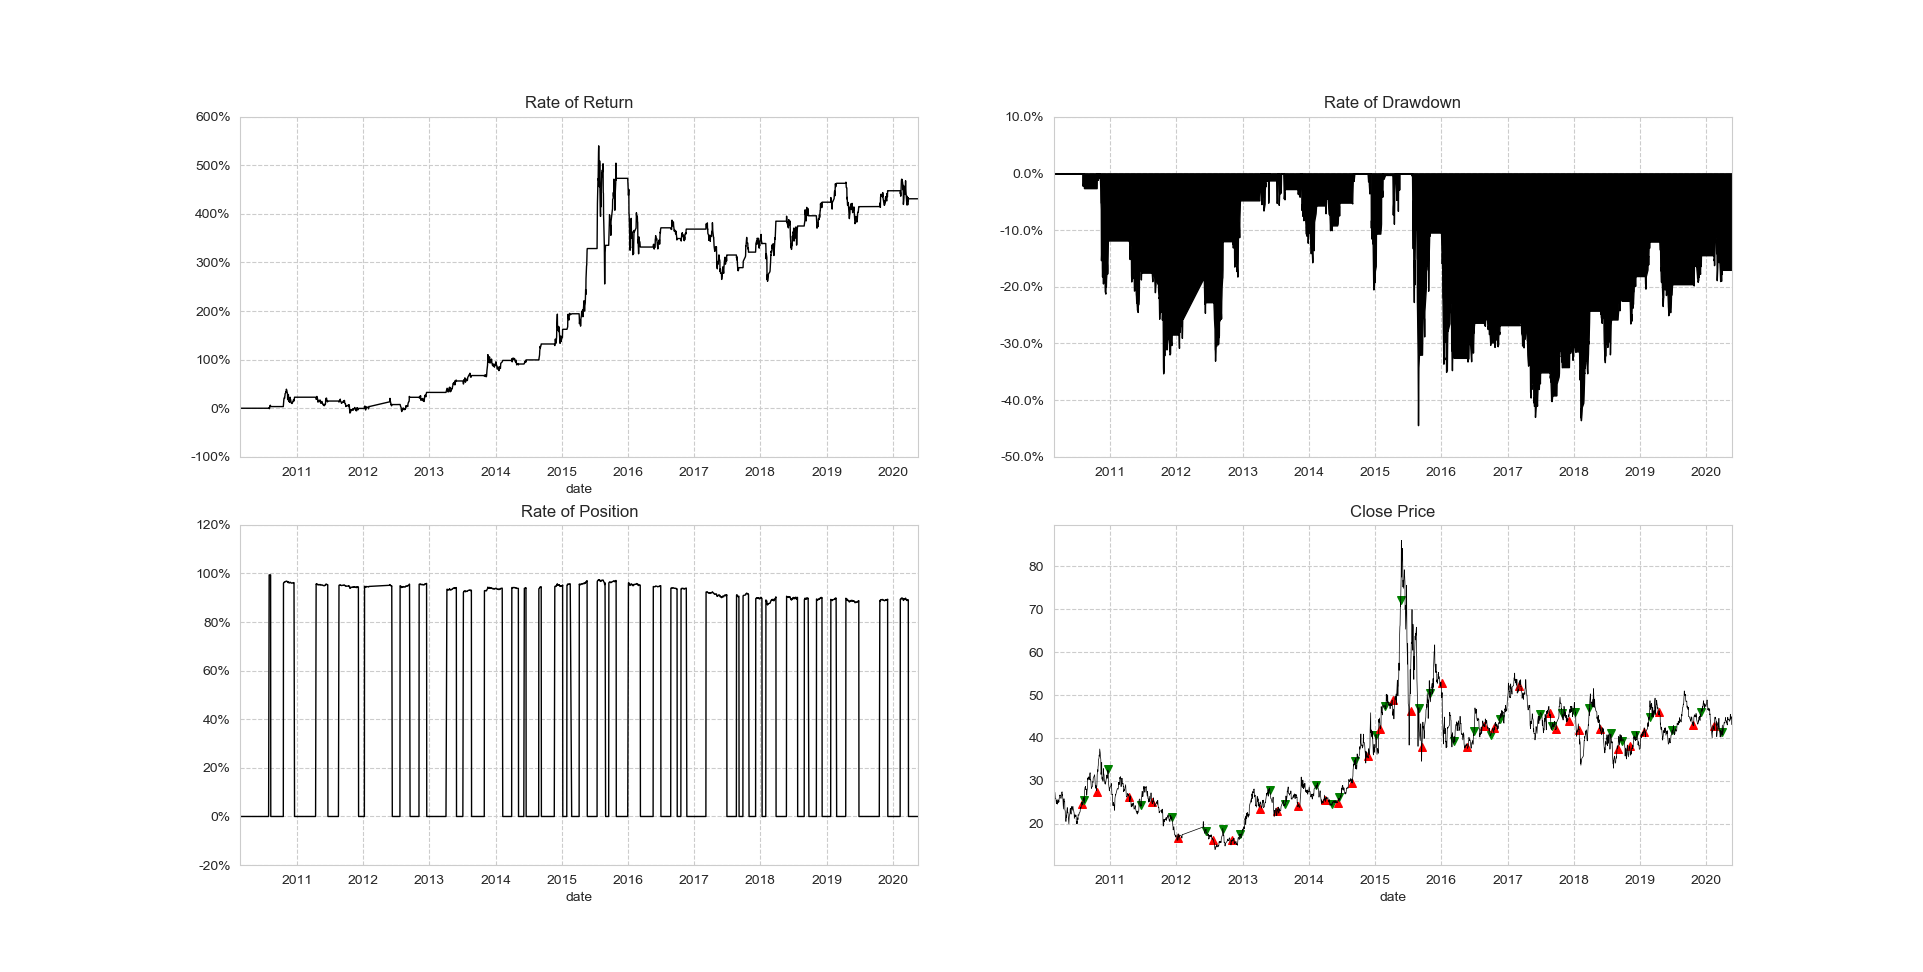 Rate of Return
600%
500%
400%
300%
200%
100%
0%
-100%
2011 2012 2013 2014 2015 2016 2017 2018 2019 2020
date
Rate of Drawdown
10.0%
0.0%
-10.0%
-20.0%
-30.0%
-40.0%
-50.0%
2011 2012 2013 2014 2015 2016 2017 2018 2019 2020
Rate of Position
120%
100%
80%
60%
40%
20%
0%
-20%
2011 2012 2013 2014 2015 2016 2017 2018 2019 2020
date
Close Price
80
70
60
50
40
30
20
2011 2012 2013 2014 2015 2016 2017 2018 2019 2020
date